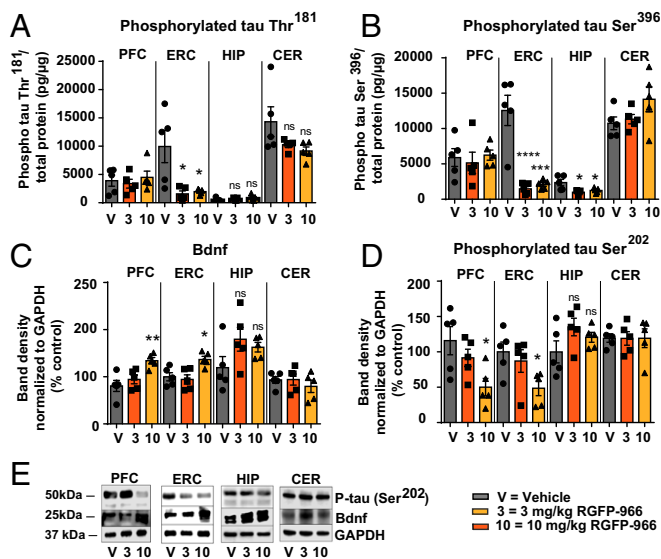 A Phosphorylated tau Thr181
PFC ERC HIP CER
Phospho tau Thr 181/
total protein (pg/µg)
25000
20000
15000
10000
5000
0
* * ns ns ns ns
V 3 10 V 3 10 V 3 10 V 3 10
B Phosphorylated tau Ser396
PFC ERC HIP CER
Phospho tau Ser 396/
total protein (pg/µg)
20000
15000
10000
5000
0
**** *** * *
V 3 10 V 3 10 V 3 10 V 3 10
C Bdnf
PFC ERC HIP CER
Band density
normalized to GAPDH
(% control)
250
200
100
50
0
** * ns ns
V 3 10 V 3 10 V 3 10 V 3 10
D Phosphorylated tau Ser202
PFC ERC HIP CER
Band density
normalized to GAPDH
(% control)
200
150
100
50
0
* * ns ns
V 3 10 V 3 10 V 3 10 V 3 10
E PFC ERC HIP CER
50kDa
25kDa
37 kDa
P-tau (Ser202)
Bdnf
GAPDH
V 3 10 V 3 10 V 3 10 V 3 10
V = Vehicle
3 = 3 mg/kg RGFP-966
10 = 10 mg/kg RGFP-966